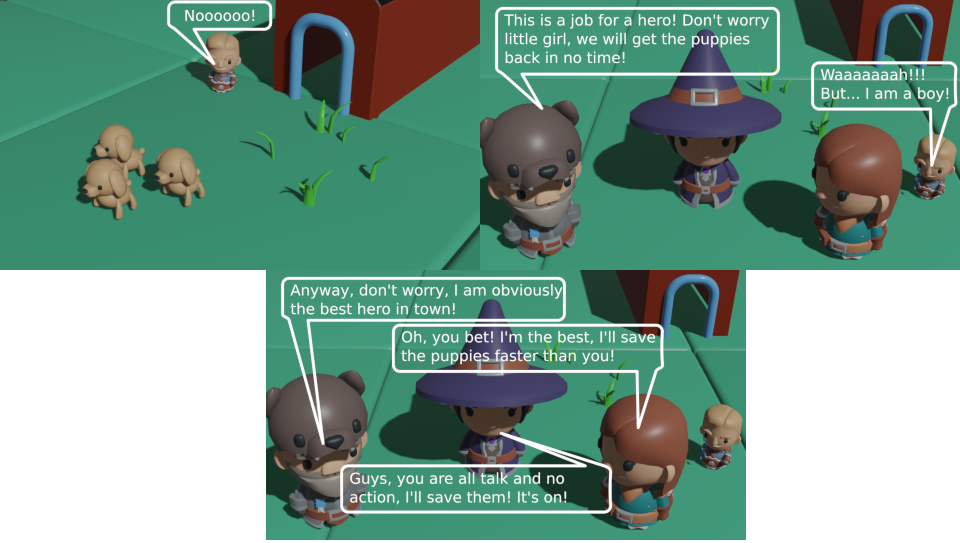 Noooooo!
This is a job for a hero! Don't worry
little girl, we will get the puppies
back in no time!
Waaaaaaah!!!
But... I am a boy!
Anyway, don't worry, I am obviously
the best hero in town!
Oh, you bet! I'm the best, I'll save
the puppies faster than you!
Guys, you are all talk and no
action, I'll save them! It's on!